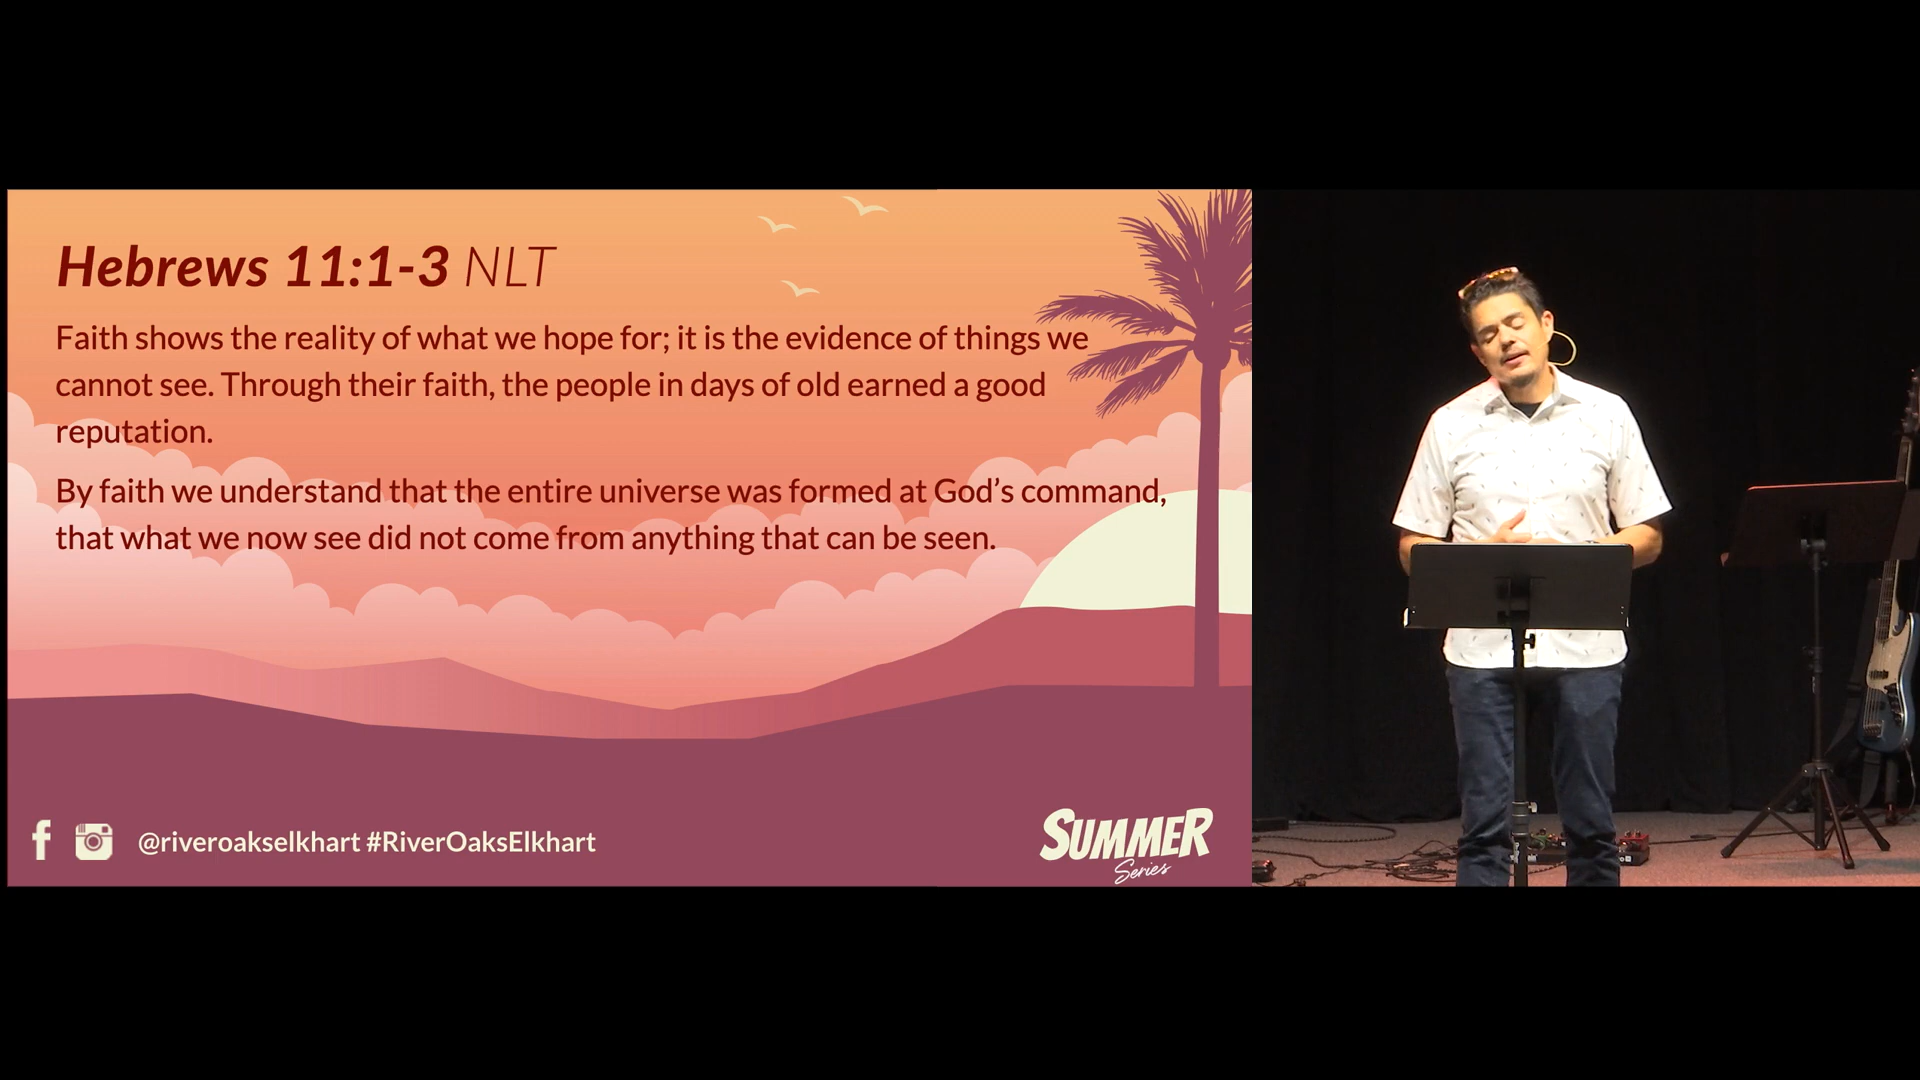 Hebrews 11:1-3 NLT
Faith shows the reality of what we hope for; it is the evidence of things we
cannot see. Through their faith, the people in days of old earned a good
reputation.
By faith we understand that the entire universe was formed at God’s command,
that what we now see did not come from anything that can be seen.
@riveroakselkhart #RiverOaksElkhart
SUMMER
Series